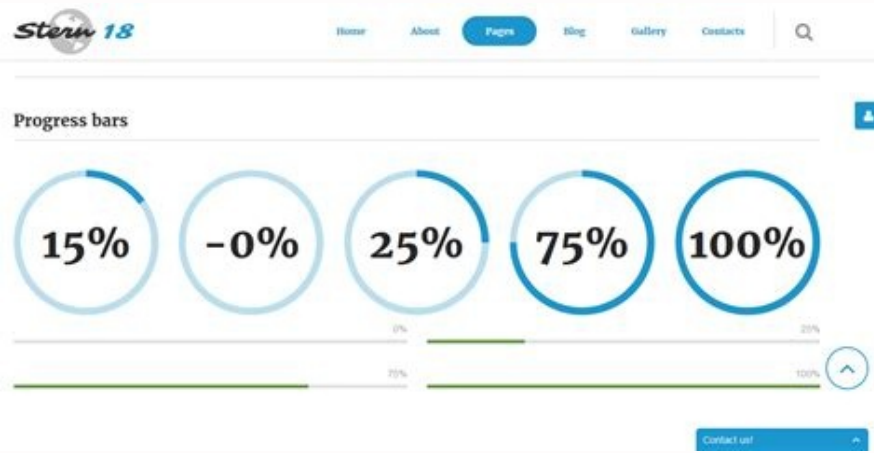 Stern 18
Home About Pages Blog Gallery Contacts
Progress bars
15% -0% 25% 75% 100%
0% 25%
75% 100%
Contact us!